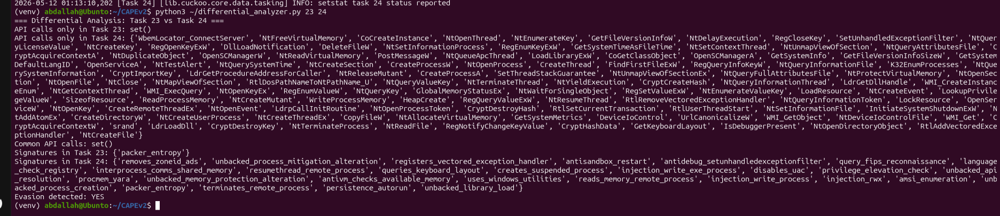 2026-05-12 01:13:10,202 [Task 24] [lib.cuckoo.core.data.tasking] INFO: setstat task 24 status reported
(venv) abdallah@Ubunto:~/CAPEv2$ python3 ~/differential_analyzer.py 23 24
=== Differential Analysis: Task 23 vs Task 24 ===
API calls only in Task 23: set()
API calls only in Task 24: {'WbemLocator_ConnectServer', 'NtFreeVirtualMemory', 'CoCreateInstance', 'NtOpenThread', 'NtEnumerateKey', 'GetFileVersionInfoW', 'NtDelayExecution', 'RegCloseKey', 'SetUnhandledExceptionFilter', 'NtQuer
yLicenseValue', 'NtCreateKey', 'RegOpenKeyExW', 'DllLoadNotification', 'DeleteFileW', 'NtSetInformationProcess', 'RegEnumKeyExW', 'GetSystemTimeAsFileTime', 'NtSetContextThread', 'NtUnmapViewOfSection', 'NtQueryAttributesFile', 'C
ryptAcquireContextA', 'NtDuplicateObject', 'OpenSCManagerW', 'NtReadVirtualMemory', 'PostMessageW', 'NtQueueApcThread', 'LoadLibraryExW', 'CoGetClassObject', 'OpenSCManagerA', 'GetSystemInfo', 'GetFileVersionInfoSizeW', 'GetSystem
DefaultLangID', 'OpenServiceA', 'NtTestAlert', 'NtQuerySystemTime', 'NtCreateSection', 'CreateProcessW', 'NtOpenProcess', 'CreateThread', 'FindFirstFileExW', 'RegQueryInfoKeyW', 'NtQueryInformationFile', 'K32EnumProcesses', 'NtQue
rySystemInformation', 'CryptImportKey', 'LdrGetProcedureAddressForCaller', 'NtReleaseMutant', 'CreateProcessA', 'SetThreadStackGuarantee', 'NtUnmapViewOfSectionEx', 'NtQueryFullAttributesFile', 'NtProtectVirtualMemory', 'NtOpenSec
tion', 'NtOpenFile', 'NtClose', 'NtMapViewOfSection', 'RtlDosPathNameToNtPathName_U', 'NtQueryValueKey', 'NtTerminateThread', 'NtYieldExecution', 'CryptCreateHash', 'NtQueryInformationThread', 'LdrGetDllHandle', 'WMI_CreateInstanc
eEnum', 'NtGetContextThread', 'WMI_ExecQuery', 'NtOpenKeyEx', 'RegEnumValueW', 'NtQueryKey', 'GlobalMemoryStatusEx', 'NtWaitForSingleObject', 'RegSetValueExW', 'NtEnumerateValueKey', 'LoadResource', 'NtCreateEvent', 'LookupPrivile
geValueW', 'SizeofResource', 'ReadProcessMemory', 'NtCreateMutant', 'WriteProcessMemory', 'HeapCreate', 'RegQueryValueExW', 'NtResumeThread', 'RtlRemoveVectoredExceptionHandler', 'NtQueryInformationToken', 'LockResource', 'OpenSer
viceW', 'NtOpenKey', 'CreateRemoteThreadEx', 'NtOpenEvent', 'LdrpCallInitRoutine', 'NtOpenProcessToken', 'CryptDestroyHash', 'RtlSetCurrentTransaction', 'RtlUserThreadStart', 'NtSetInformationFile', 'InitiateSystemShutdownExW', 'N
tAddAtomEx', 'CreateDirectoryW', 'NtCreateUserProcess', 'NtCreateThreadEx', 'CopyFileW', 'NtAllocateVirtualMemory', 'GetSystemMetrics', 'DeviceIoControl', 'UrlCanonicalizeW', 'WMI_GetObject', 'NtDeviceIoControlFile', 'WMI_Get', 'C
ryptAcquireContextW', 'srand', 'LdrLoadDll', 'CryptDestroyKey', 'NtTerminateProcess', 'NtReadFile', 'RegNotifyChangeKeyValue', 'CryptHashData', 'GetKeyboardLayout', 'IsDebuggerPresent', 'NtOpenDirectoryObject', 'RtlAddVectoredExce
ptionHandler', 'NtCreateFile'}
Common API calls: set()
Signatures in Task 23: {'packer_entropy'}
Signatures in Task 24: {'removes_zoneid_ads', 'unbacked_process_mitigation_alteration', 'registers_vectored_exception_handler', 'antisandbox_restart', 'antidebug_setunhandledexceptionfilter', 'query_fips_reconnaissance', 'language
_check_registry', 'interprocess_comms_shared_memory', 'resumethread_remote_process', 'queries_keyboard_layout', 'creates_suspended_process', 'injection_write_exe_process', 'disables_uac', 'privilege_elevation_check', 'unbacked_api
_resolution', 'procmem_yara', 'unbacked_memory_protection_alteration', 'antivm_checks_available_memory', 'uses_windows_utilities', 'reads_memory_remote_process', 'injection_write_process', 'injection_rwx', 'amsi_enumeration', 'unb
acked_process_creation', 'packer_entropy', 'terminates_remote_process', 'persistence_autorun', 'unbacked_library_load'}
Evasion detected: YES
(venv) abdallah@Ubunto:~/CAPEv2$